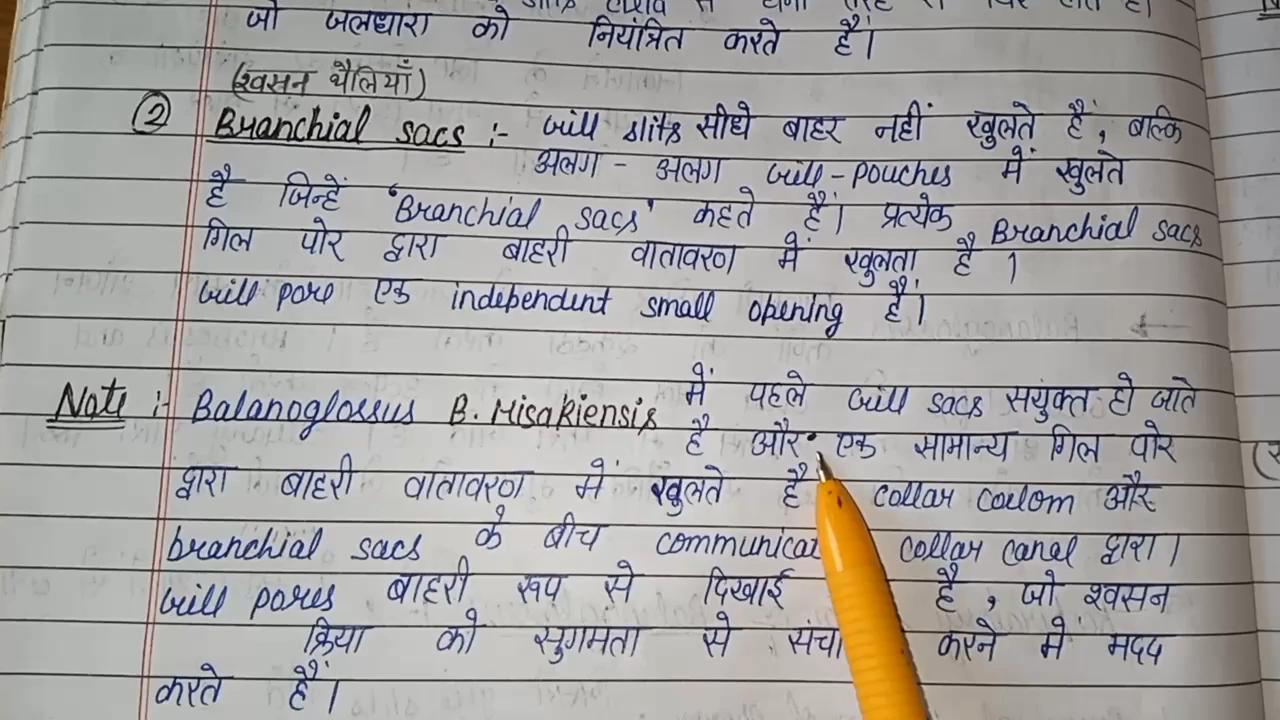 जो जलधारा को नियंत्रित करते हैं।
(श्वसन थैलियाँ)
② Branchial sacs :- Gill slits सीधे बाहर नहीं खुलते हैं, बल्कि
अलग - अलग Gill-pouches में खुलते
है जिन्हें 'Branchial sacs' कहते हैं। प्रत्येक Branchial sacs
गिल पोर द्वारा बाहरी वातावरण में खुलता है ।
Gill pore एक independent small opening हैं।
Note :- Balanoglossus B. Misakiensis में पहले Gill sacs सयुंक्त हो जाते
है और एक सामान्य गिल पोर
द्वारा बाहरी वातावरण में खुलते है collar coelom और
branchial sacs के बीच collar canal द्वारा।
Gill pores बाहरी रूप से दिखाई है, जो श्वसन
क्रिया को सुगमता से करने मे मदद
करते हैं।